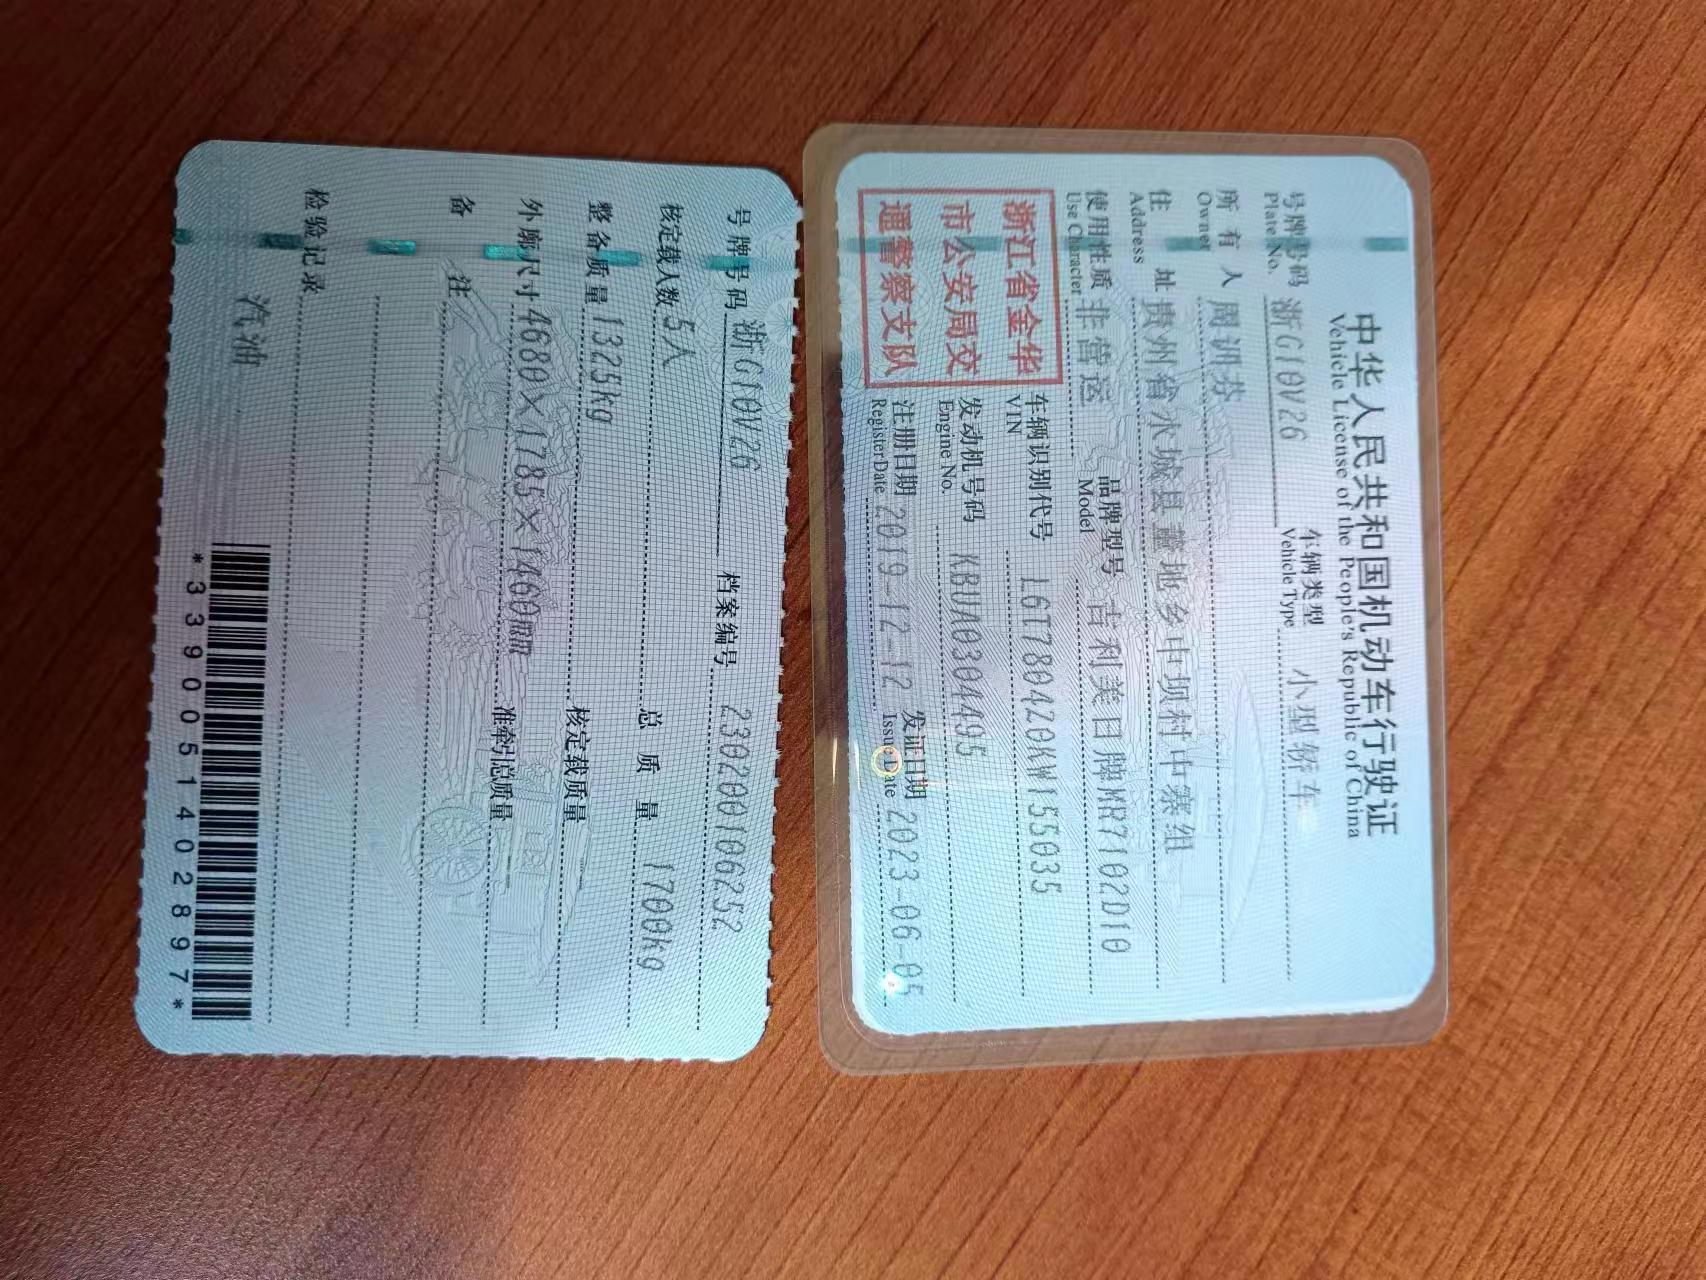 中华人民共和国机动车行驶证
Vehicle License of the People's Republic of China
号牌号码 浙G10V26 车辆类型 小型轿车
Plate No. Vehicle Type
所有人 周训芬
Owner
住址 贵州省水城县盐地乡中坝村中寨组
Address
使用性质 非营运 品牌型号 吉利美日牌MR7102D10
Use Character Model
浙江省金华
市公安局交
通警察支队
车辆识别代号 L6T7804Z0KW155035
VIN
发动机号码 KBUA0304495
Engine No.
注册日期 2019-12-12 发证日期 2023-06-05
Register Date Issue Date
号牌号码 浙G10V26 档案编号 230200106252
核定载人数 5人 总质量 1700kg
整备质量 1325kg 核定载质量
外廓尺寸 4680×1785×1460mm 准牵引总质量
备注
检验记录
汽油
*3390051402897*